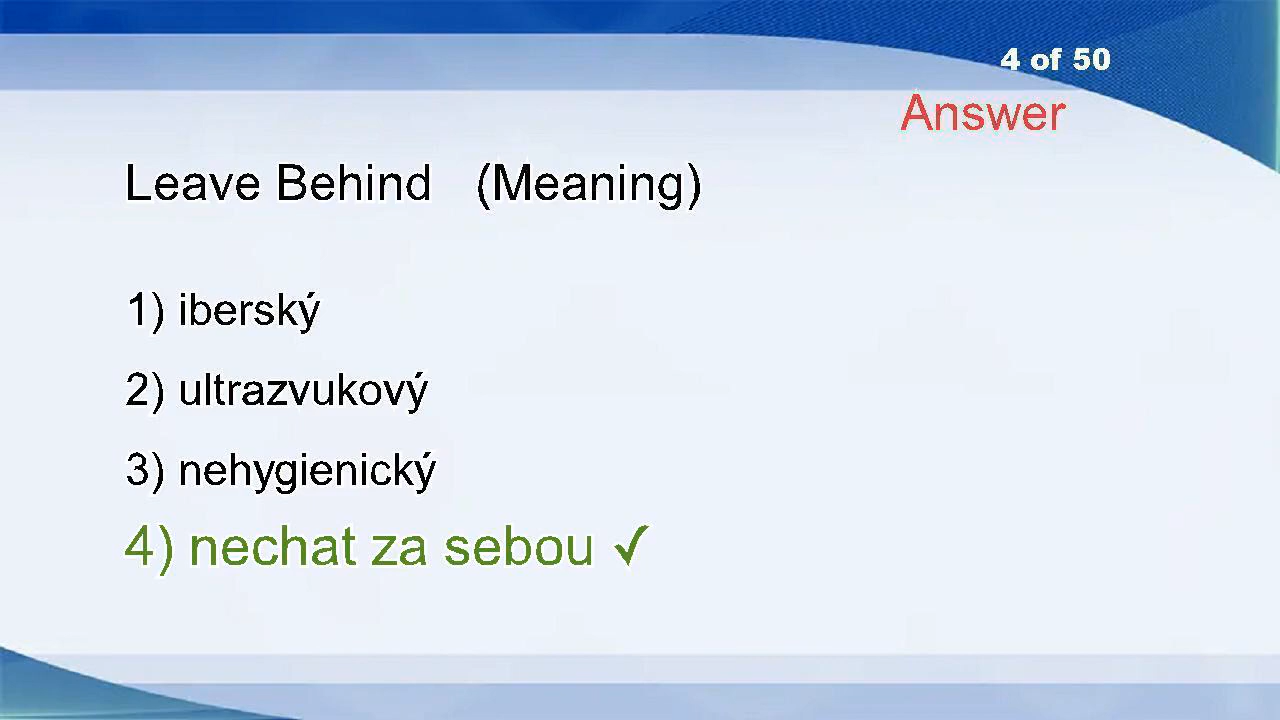 4 of 50
Answer
Leave Behind (Meaning)
1) iberský
2) ultrazvukový
3) nehygienický
4) nechat za sebou ✓